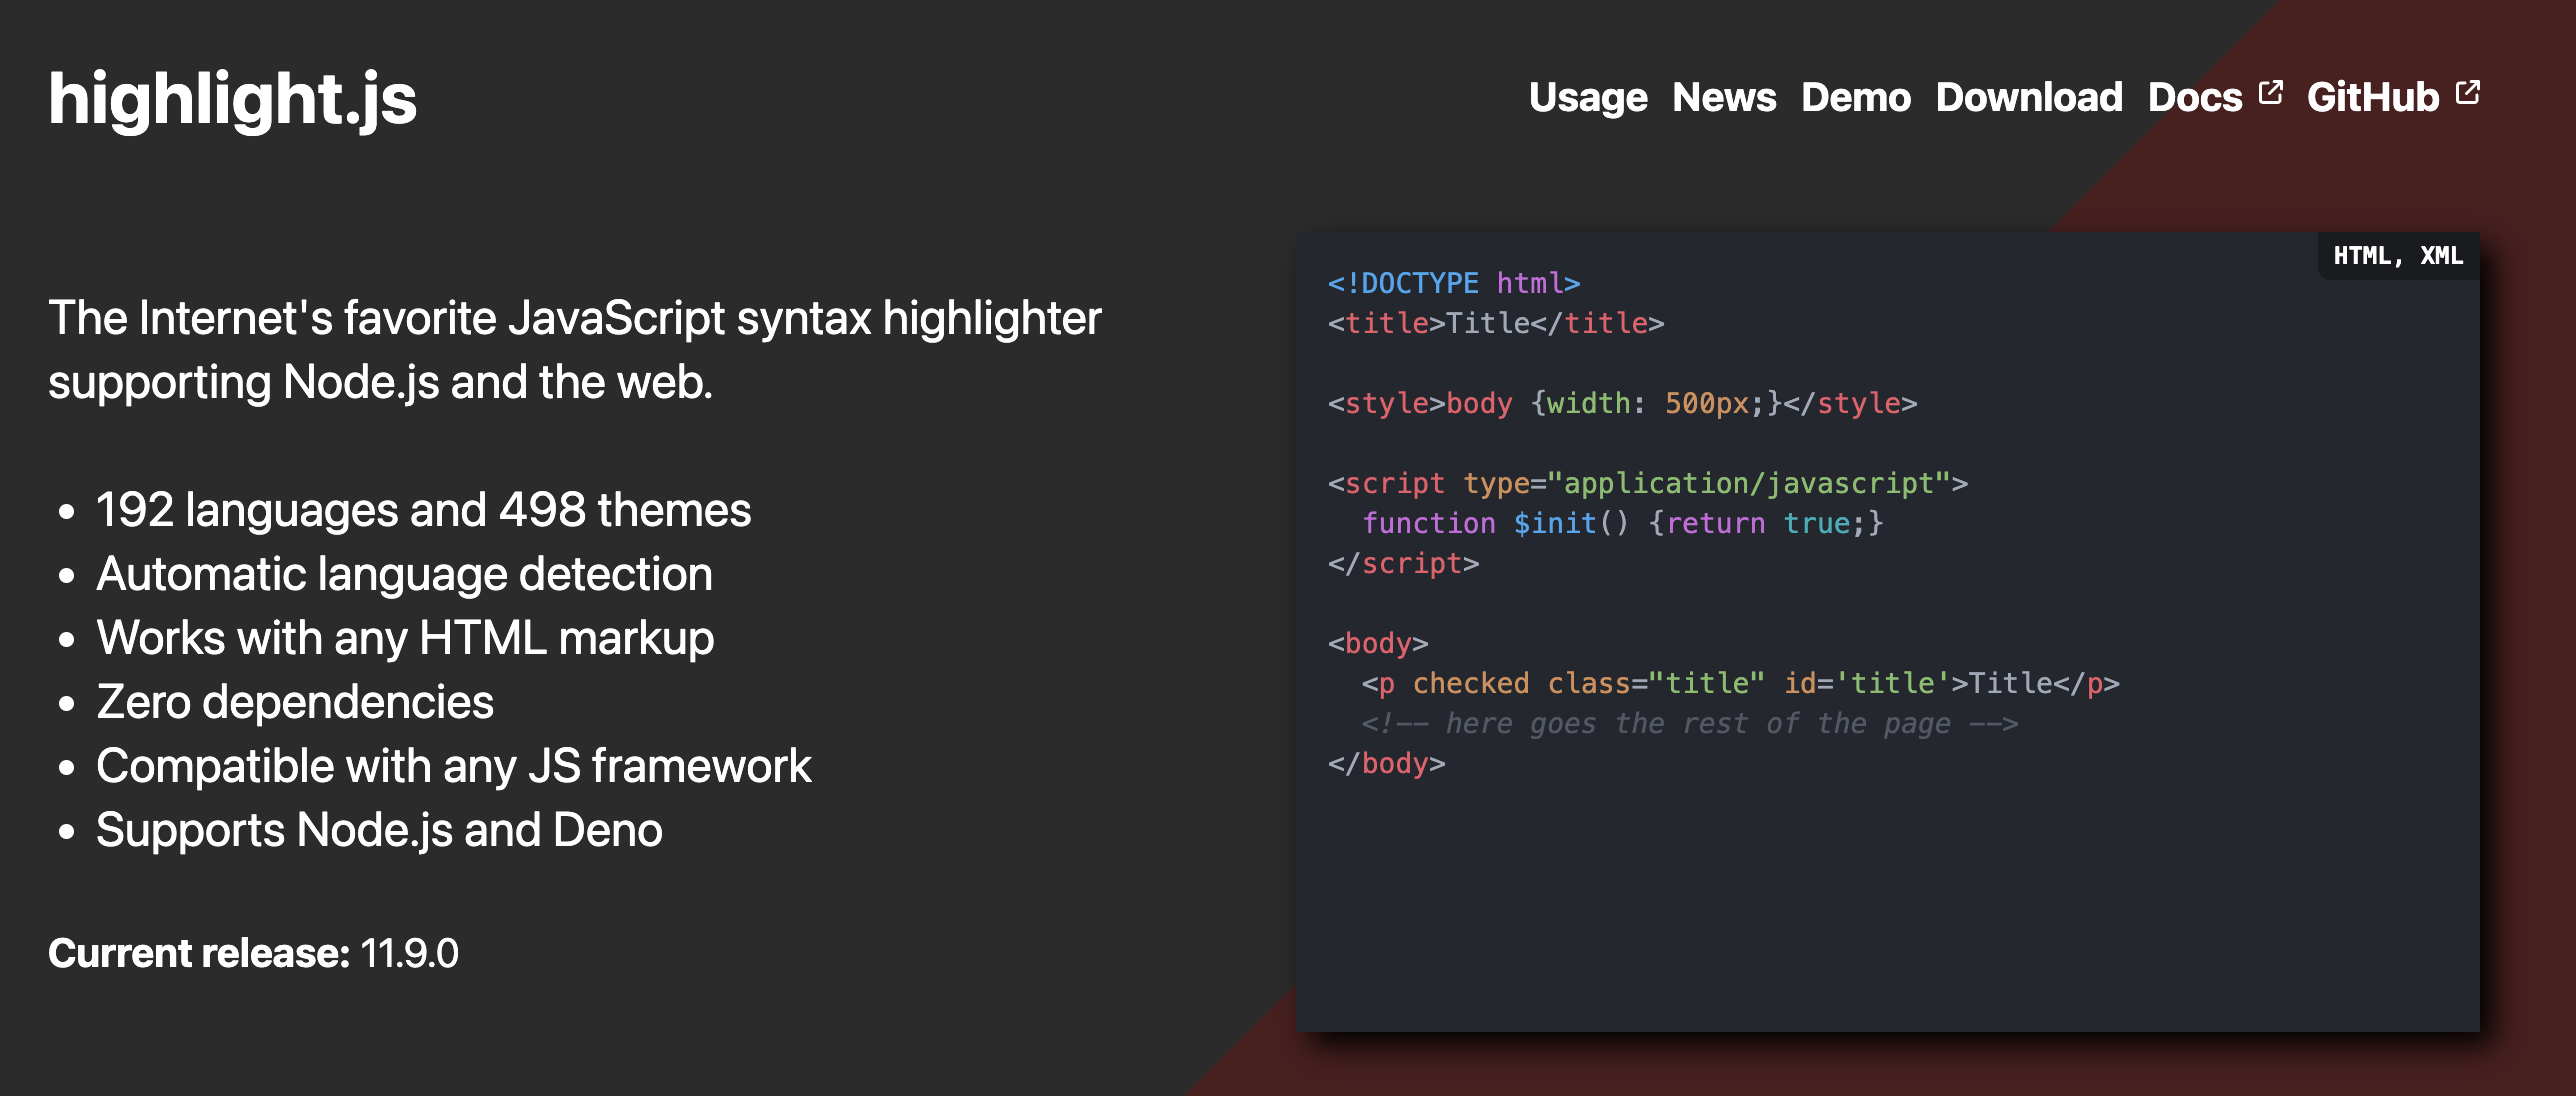 highlight.js
Usage News Demo Download Docs GitHub
The Internet's favorite JavaScript syntax highlighter
supporting Node.js and the web.
• 192 languages and 498 themes
• Automatic language detection
• Works with any HTML markup
• Zero dependencies
• Compatible with any JS framework
• Supports Node.js and Deno
Current release: 11.9.0
HTML, XML
<!DOCTYPE html>
<title>Title</title>

<style>body {width: 500px;}</style>

<script type="application/javascript">
  function $init() {return true;}
</script>

<body>
  <p checked class="title" id='title'>Title</p>
  <!-- here goes the rest of the page -->
</body>